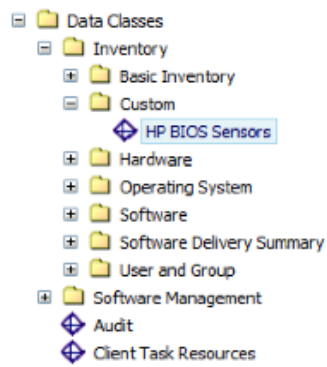 Data Classes
Inventory
Basic Inventory
Custom
HP BIOS Sensors
Hardware
Operating System
Software
Software Delivery Summary
User and Group
Software Management
Audit
Client Task Resources